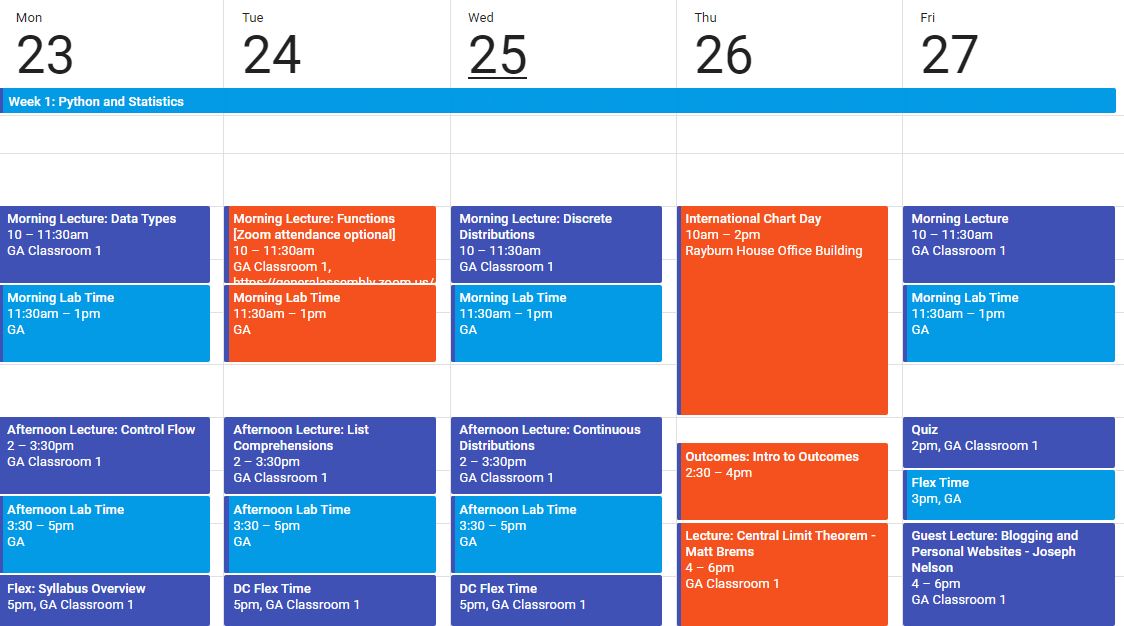 Mon
23
Tue
24
Wed
25
Thu
26
Fri
27
Week 1: Python and Statistics
Morning Lecture: Data Types
10 – 11:30am
GA Classroom 1
Morning Lab Time
11:30am – 1pm
GA
Afternoon Lecture: Control Flow
2 – 3:30pm
GA Classroom 1
Afternoon Lab Time
3:30 – 5pm
GA
Flex: Syllabus Overview
5pm, GA Classroom 1
Morning Lecture: Functions
[Zoom attendance optional]
10 – 11:30am
GA Classroom 1,
https://generalassembly.zoom.us/
Morning Lab Time
11:30am – 1pm
GA
Afternoon Lecture: List
Comprehensions
2 – 3:30pm
GA Classroom 1
Afternoon Lab Time
3:30 – 5pm
GA
DC Flex Time
5pm, GA Classroom 1
Morning Lecture: Discrete
Distributions
10 – 11:30am
GA Classroom 1
Morning Lab Time
11:30am – 1pm
GA
Afternoon Lecture: Continuous
Distributions
2 – 3:30pm
GA Classroom 1
Afternoon Lab Time
3:30 – 5pm
GA
DC Flex Time
5pm, GA Classroom 1
International Chart Day
10am – 2pm
Rayburn House Office Building
Outcomes: Intro to Outcomes
2:30 – 4pm
Lecture: Central Limit Theorem -
Matt Brems
4 – 6pm
GA Classroom 1
Morning Lecture
10 – 11:30am
GA Classroom 1
Morning Lab Time
11:30am – 1pm
GA
Quiz
2pm, GA Classroom 1
Flex Time
3pm, GA
Guest Lecture: Blogging and
Personal Websites - Joseph
Nelson
4 – 6pm
GA Classroom 1